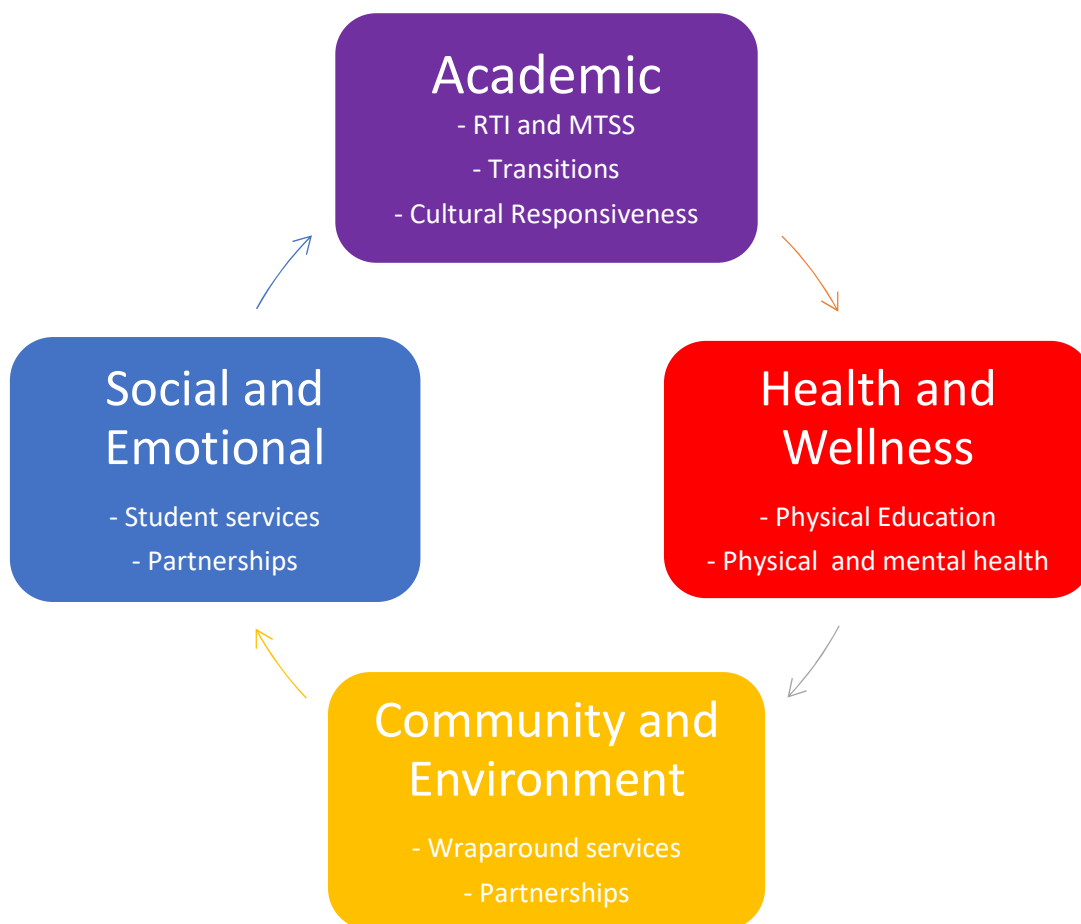 Academic
- RTI and MTSS
- Transitions
- Cultural Responsiveness
Social and
Emotional
- Student services
- Partnerships
Health and
Wellness
- Physical Education
- Physical  and mental health
Community and
Environment
- Wraparound services
- Partnerships